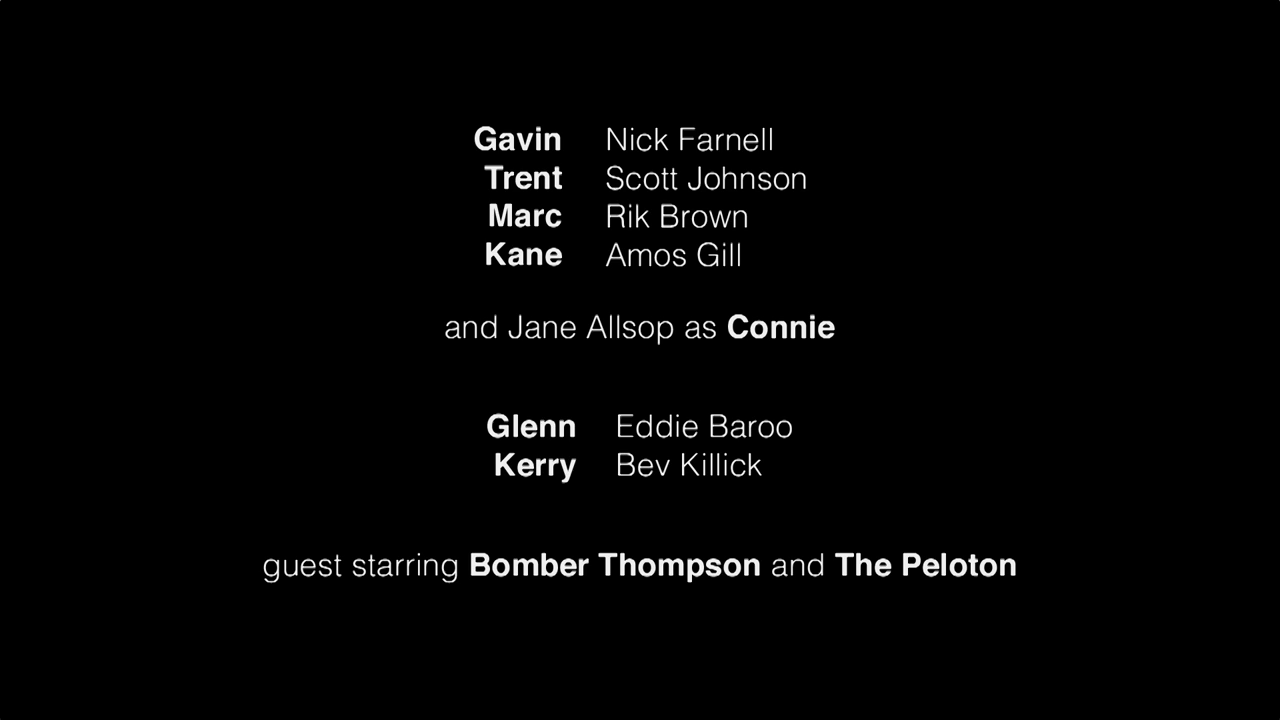 Gavin Nick Farnell
Trent Scott Johnson
Marc Rik Brown
Kane Amos Gill
and Jane Allsop as Connie
Glenn Eddie Baroo
Kerry Bev Killick
guest starring Bomber Thompson and The Peloton